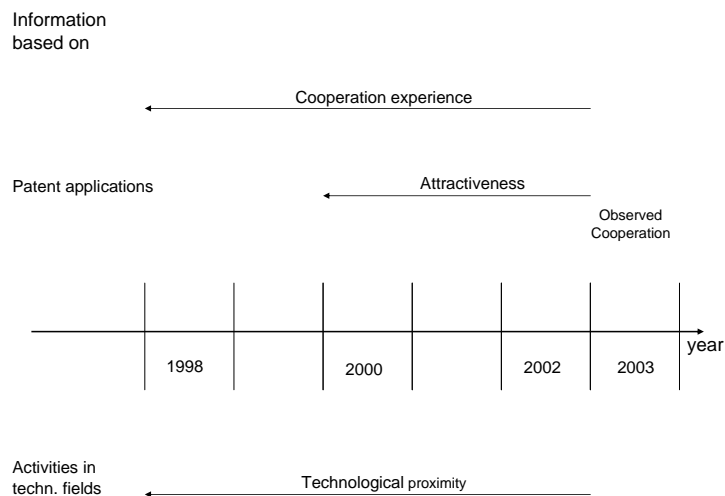 Information
based on
Cooperation experience
Patent applications
Attractiveness
Observed
Cooperation
year
1998
2000
2002
2003
Activities in
techn. fields
Technological proximity